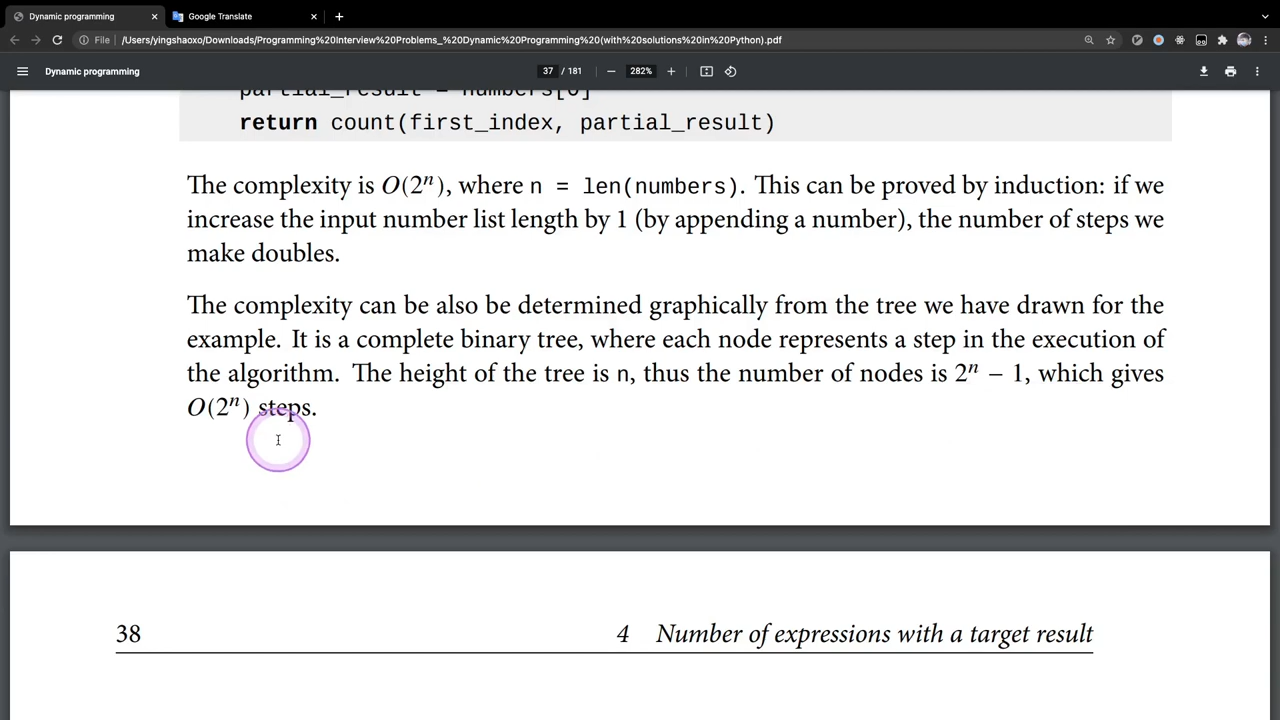 Dynamic programming
Google Translate
File
/Users/yingshaoxo/Downloads/Programming%20Interview%20Problems_%20Dynamic%20Programming%20(with%20solutions%20in%20Python).pdf
Dynamic programming
37 / 181
282%
partial_result = numbers[0]
return count(first_index, partial_result)
The complexity is O(2ⁿ), where n = len(numbers). This can be proved by induction: if we
increase the input number list length by 1 (by appending a number), the number of steps we
make doubles.
The complexity can be also be determined graphically from the tree we have drawn for the
example. It is a complete binary tree, where each node represents a step in the execution of
the algorithm. The height of the tree is n, thus the number of nodes is 2ⁿ − 1, which gives
O(2ⁿ) steps.
38
4 Number of expressions with a target result